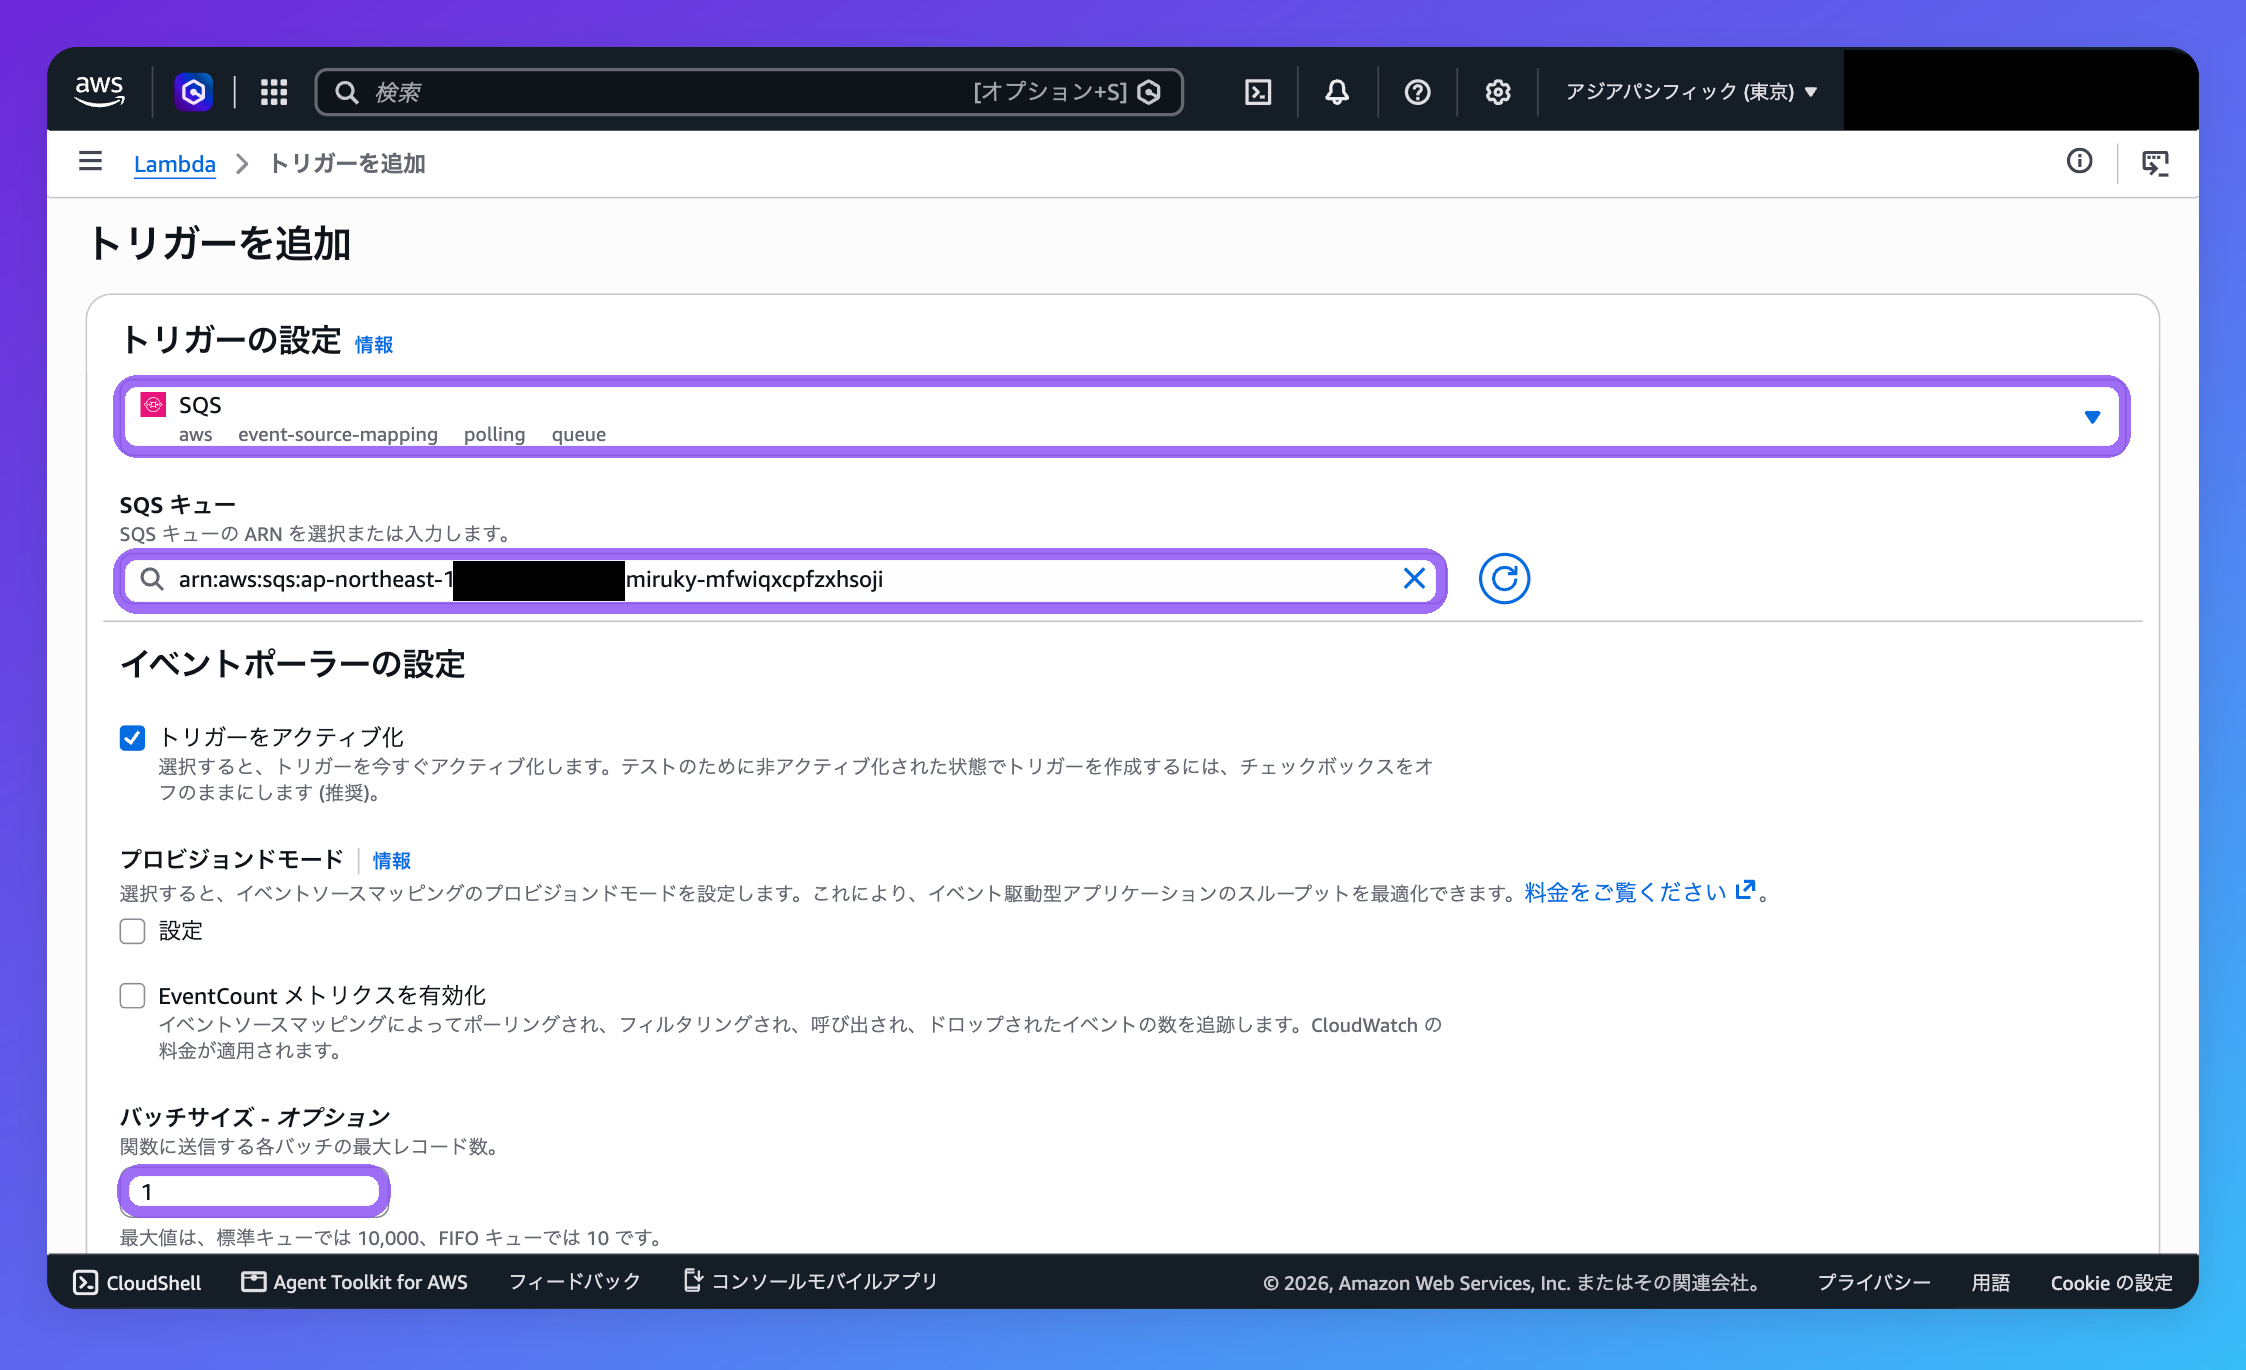 aws
検索
[オプション+S]
アジアパシフィック (東京) ▼
Lambda > トリガーを追加
トリガーを追加
トリガーの設定 情報
SQS
aws event-source-mapping polling queue
SQS キュー
SQS キューの ARN を選択または入力します。
arn:aws:sqs:ap-northeast-1 miruky-mfwiqxcpfzxhsoji
イベントポーラーの設定
トリガーをアクティブ化
選択すると、トリガーを今すぐアクティブ化します。テストのために非アクティブ化された状態でトリガーを作成するには、チェックボックスをオ
フのままにします (推奨)。
プロビジョンドモード 情報
選択すると、イベントソースマッピングのプロビジョンドモードを設定します。これにより、イベント駆動型アプリケーションのスループットを最適化できます。料金をご覧ください 。
設定
EventCount メトリクスを有効化
イベントソースマッピングによってポーリングされ、フィルタリングされ、呼び出され、ドロップされたイベントの数を追跡します。CloudWatch の
料金が適用されます。
バッチサイズ - オプション
関数に送信する各バッチの最大レコード数。
1
最大値は、標準キューでは 10,000、FIFO キューでは 10 です。
CloudShell Agent Toolkit for AWS フィードバック コンソールモバイルアプリ
© 2026, Amazon Web Services, Inc. またはその関連会社。 プライバシー 用語 Cookie の設定